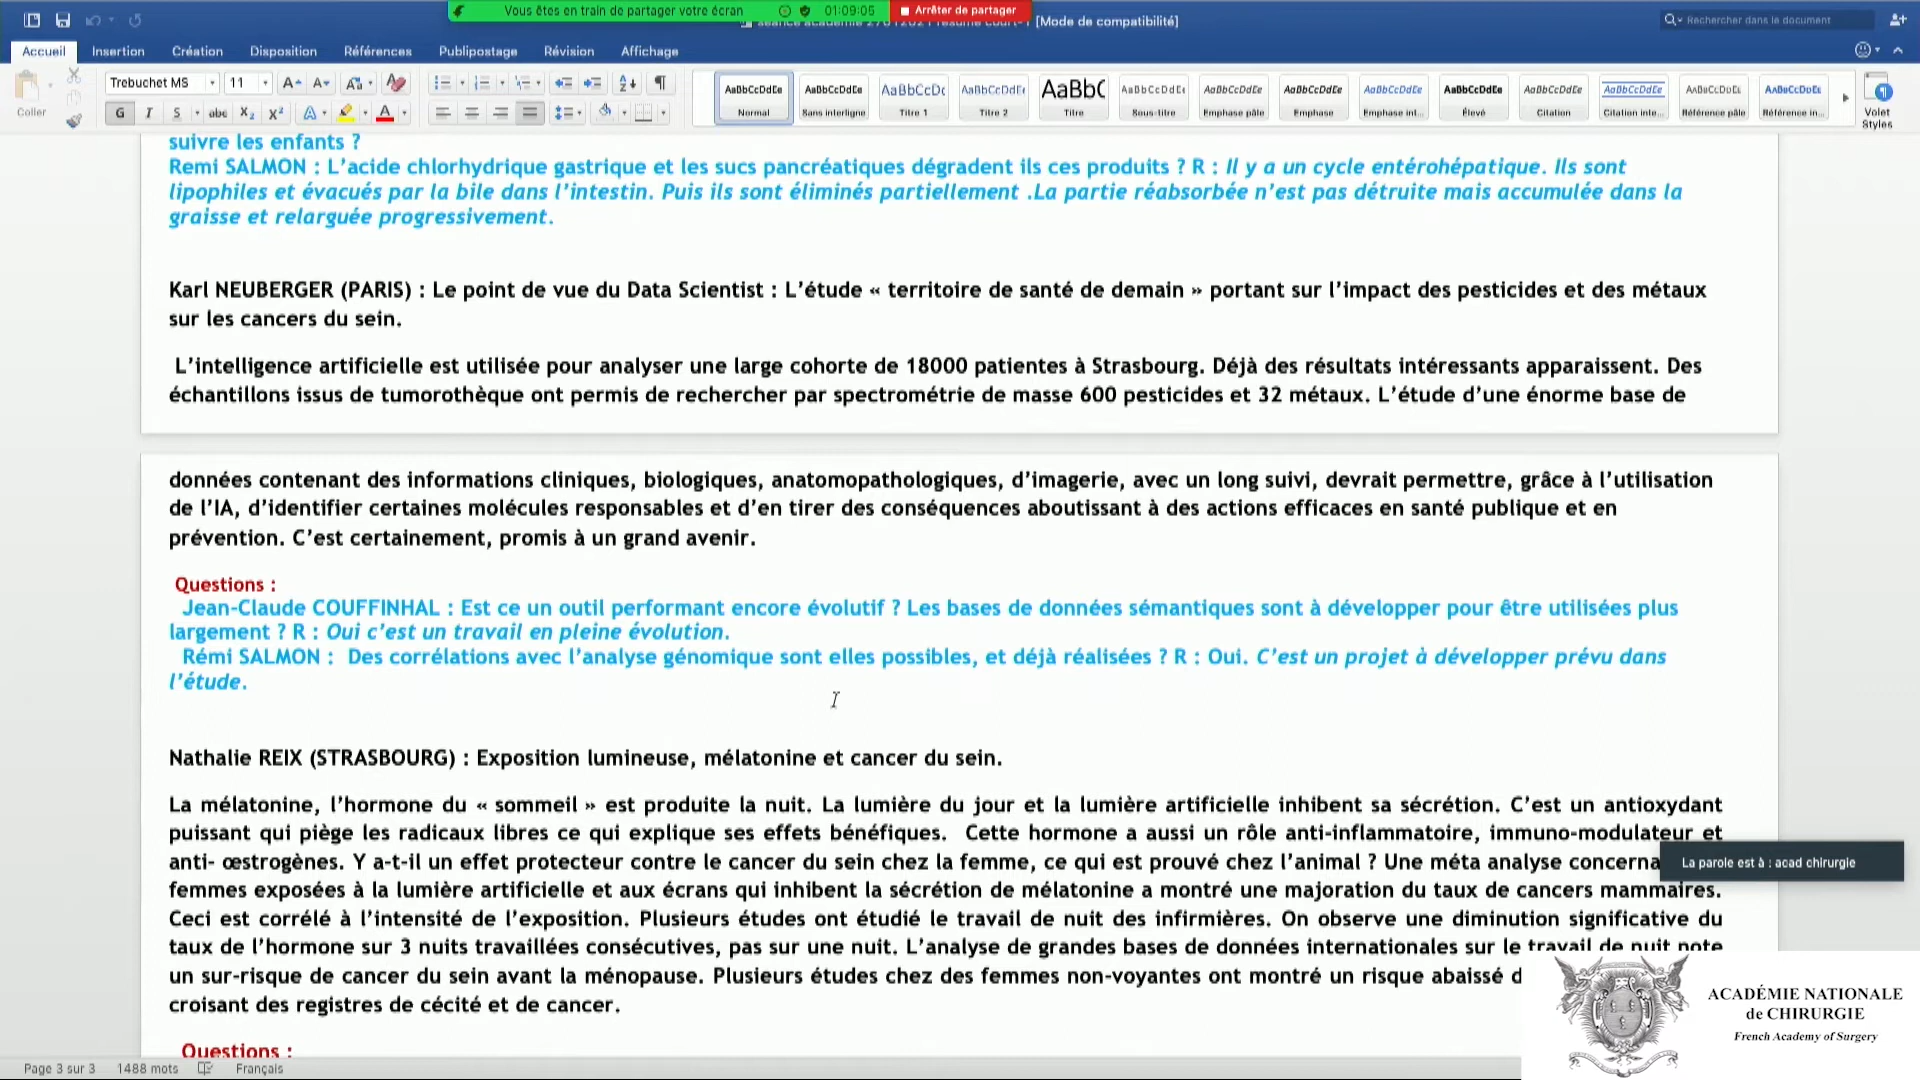 Vous êtes en train de partager votre écran 01:09:05 Arrêter de partager
[Mode de compatibilité]
Rechercher dans le document
Accueil Insertion Création Disposition Références Publipostage Révision Affichage
Coller
Trebuchet MS 11
G I S abc X₂ X²
AaBbCcDdEe AaBbCcDdEe AaBbCcDc AaBbCcDdEe AaBbC AaBbCcDdEe AaBbCcDdEe AaBbCcDdEe AaBbCcDdEe AaBbCcDdEe AaBbCcDdEe AaBbCcDdEe AaBbCcDdEe AaBbCcDdEe
Normal Sans interligne Titre 1 Titre 2 Titre Sous-titre Emphase pâle Emphase Emphase int... Élevé Citation Citation inte... Référence pâle Référence in...
Volet
Styles
suivre les enfants ?
Remi SALMON : L’acide chlorhydrique gastrique et les sucs pancréatiques dégradent ils ces produits ? R : Il y a un cycle entérohépatique. Ils sont
lipophiles et évacués par la bile dans l’intestin. Puis ils sont éliminés partiellement .La partie réabsorbée n’est pas détruite mais accumulée dans la
graisse et relarguée progressivement.
Karl NEUBERGER (PARIS) : Le point de vue du Data Scientist : L’étude « territoire de santé de demain » portant sur l’impact des pesticides et des métaux
sur les cancers du sein.
L’intelligence artificielle est utilisée pour analyser une large cohorte de 18000 patientes à Strasbourg. Déjà des résultats intéressants apparaissent. Des
échantillons issus de tumorothèque ont permis de rechercher par spectrométrie de masse 600 pesticides et 32 métaux. L’étude d’une énorme base de
données contenant des informations cliniques, biologiques, anatomopathologiques, d’imagerie, avec un long suivi, devrait permettre, grâce à l’utilisation
de l’IA, d’identifier certaines molécules responsables et d’en tirer des conséquences aboutissant à des actions efficaces en santé publique et en
prévention. C’est certainement, promis à un grand avenir.
Questions :
Jean-Claude COUFFINHAL : Est ce un outil performant encore évolutif ? Les bases de données sémantiques sont à développer pour être utilisées plus
largement ? R : Oui c’est un travail en pleine évolution.
Rémi SALMON : Des corrélations avec l’analyse génomique sont elles possibles, et déjà réalisées ? R : Oui. C’est un projet à développer prévu dans
l’étude.
Nathalie REIX (STRASBOURG) : Exposition lumineuse, mélatonine et cancer du sein.
La mélatonine, l’hormone du « sommeil » est produite la nuit. La lumière du jour et la lumière artificielle inhibent sa sécrétion. C’est un antioxydant
puissant qui piège les radicaux libres ce qui explique ses effets bénéfiques. Cette hormone a aussi un rôle anti-inflammatoire, immuno-modulateur et
anti- œstrogènes. Y a-t-il un effet protecteur contre le cancer du sein chez la femme, ce qui est prouvé chez l’animal ? Une méta analyse concerna
La parole est à : acad chirurgie
femmes exposées à la lumière artificielle et aux écrans qui inhibent la sécrétion de mélatonine a montré une majoration du taux de cancers mammaires.
Ceci est corrélé à l’intensité de l’exposition. Plusieurs études ont étudié le travail de nuit des infirmières. On observe une diminution significative du
taux de l’hormone sur 3 nuits travaillées consécutives, pas sur une nuit. L’analyse de grandes bases de données internationales sur le travail de nuit note
un sur-risque de cancer du sein avant la ménopause. Plusieurs études chez des femmes non-voyantes ont montré un risque abaissé d
croisant des registres de cécité et de cancer.
Questions :
ACADÉMIE NATIONALE
de CHIRURGIE
French Academy of Surgery
Page 3 sur 3 1488 mots Français